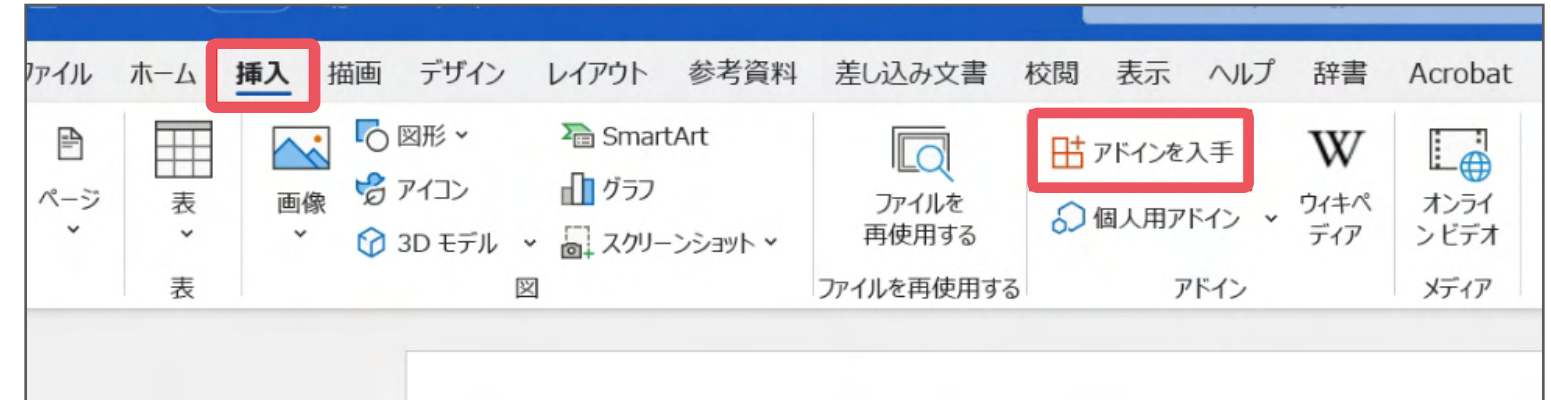 ファイル ホーム 挿入 描画 デザイン レイアウト 参考資料 差し込み文書 校閲 表示 ヘルプ 辞書 Acrobat
ページ
表
画像
図形
アイコン
3D モデル
SmartArt
グラフ
スクリーンショット
ファイルを
再使用する
アドインを入手
個人用アドイン
W
ウィキペ
ディア
オンライ
ン ビデオ
表
図
ファイルを再使用する
アドイン
メディア